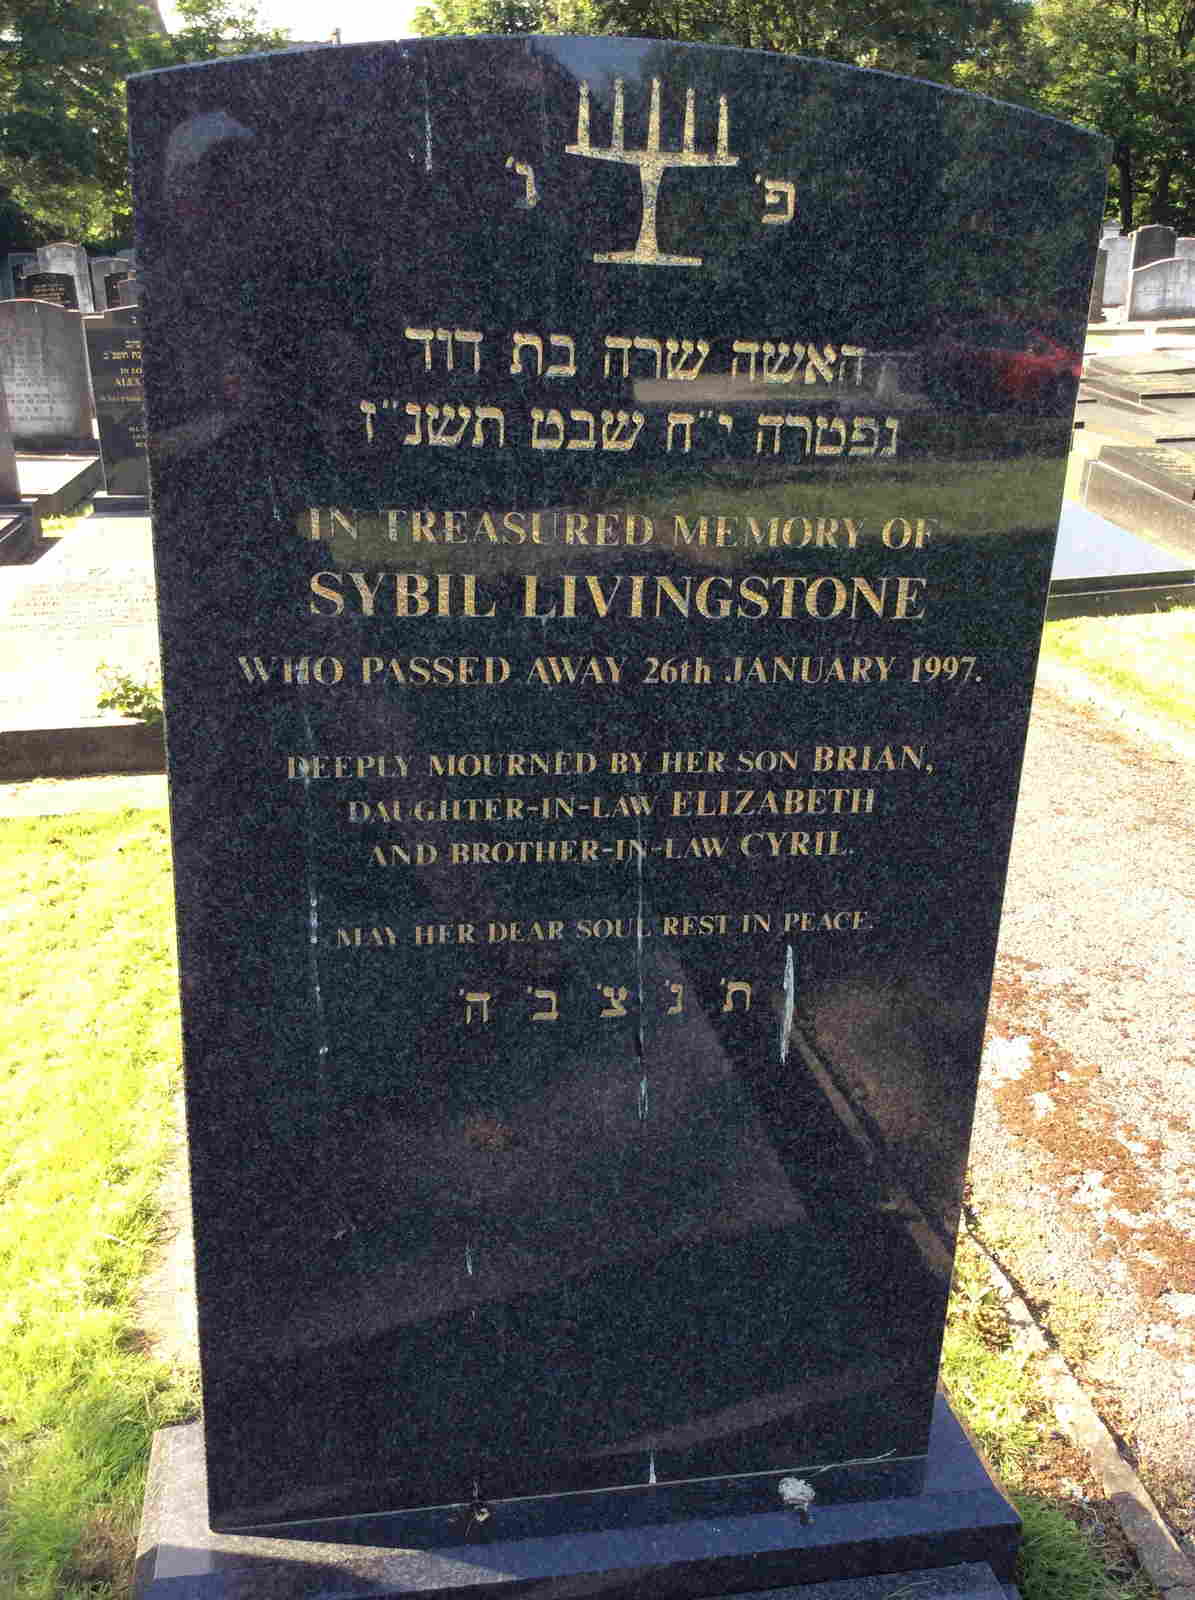 פ' נ'
האשה שרה בת דוד
נפטרה י"ח שבט תשנ"ז
IN TREASURED MEMORY OF
SYBIL LIVINGSTONE
WHO PASSED AWAY 26th JANUARY 1997.
DEEPLY MOURNED BY HER SON BRIAN,
DAUGHTER-IN-LAW ELIZABETH
AND BROTHER-IN-LAW CYRIL.
MAY HER DEAR SOUL REST IN PEACE.
ת' נ' צ' ב' ה'